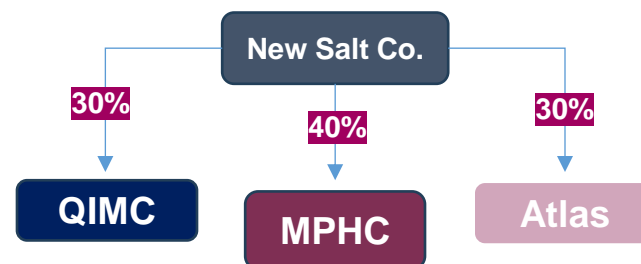 New Salt Co.
30%
40%
30%
QIMC
MPHC
Atlas